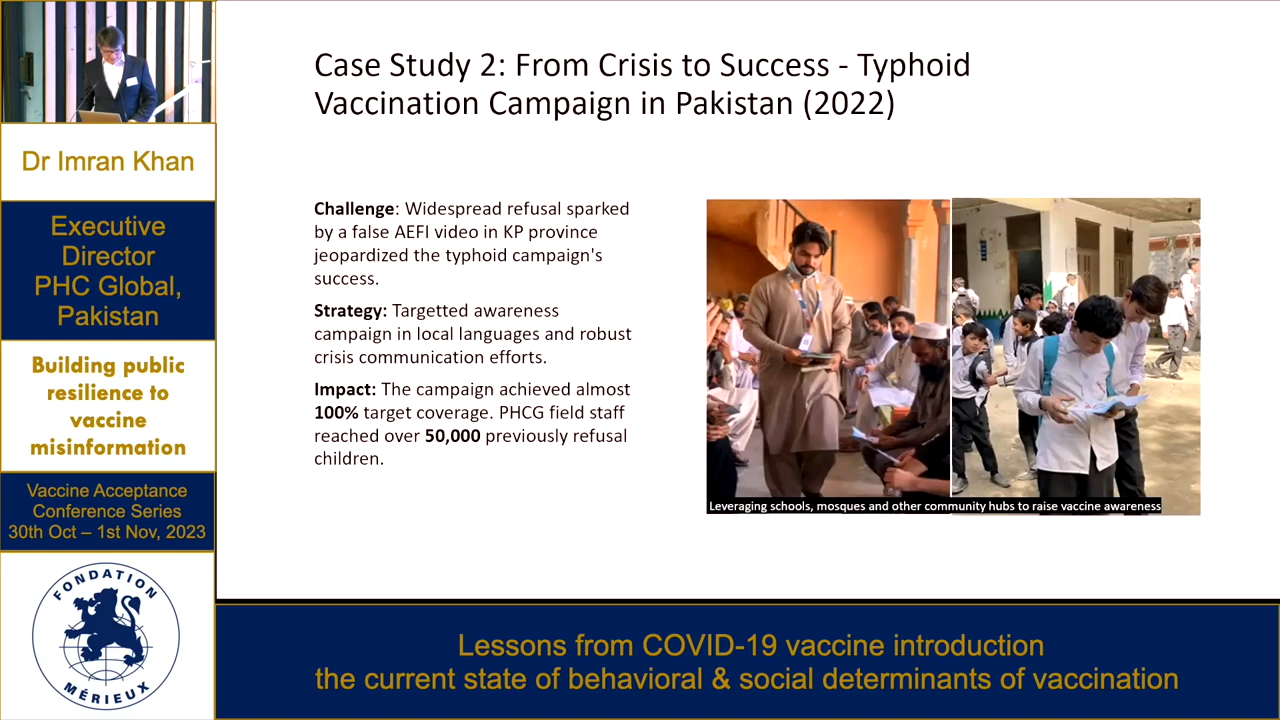 Dr Imran Khan
Executive
Director
PHC Global,
Pakistan
Building public
resilience to
vaccine
misinformation
Vaccine Acceptance
Conference Series
30th Oct – 1st Nov, 2023
FONDATION
MÉRIEUX
Case Study 2: From Crisis to Success - Typhoid
Vaccination Campaign in Pakistan (2022)
Challenge: Widespread refusal sparked
by a false AEFI video in KP province
jeopardized the typhoid campaign's
success.
Strategy: Targetted awareness
campaign in local languages and robust
crisis communication efforts.
Impact: The campaign achieved almost
100% target coverage. PHCG field staff
reached over 50,000 previously refusal
children.
Leveraging schools, mosques and other community hubs to raise vaccine awareness
Lessons from COVID-19 vaccine introduction
the current state of behavioral & social determinants of vaccination